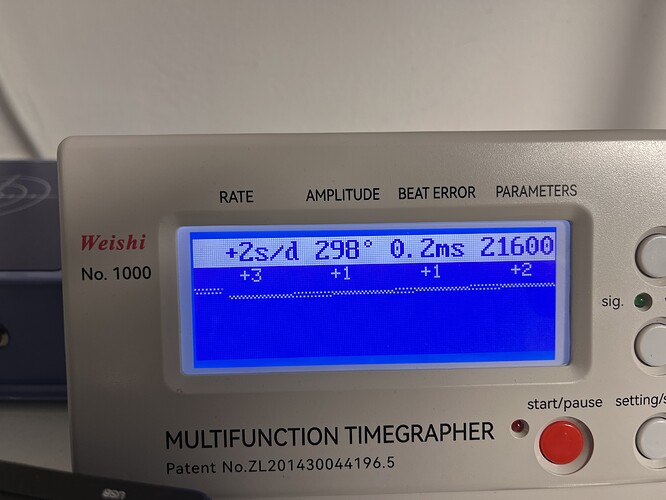 RATE AMPLITUDE BEAT ERROR PARAMETERS
Weishi
No. 1000
+2s/d 298° 0.2ms 21600
+3 +1 +1 +2
sig.
start/pause
MULTIFUNCTION TIMEGRAPHER
Patent No.ZL201430044196.5